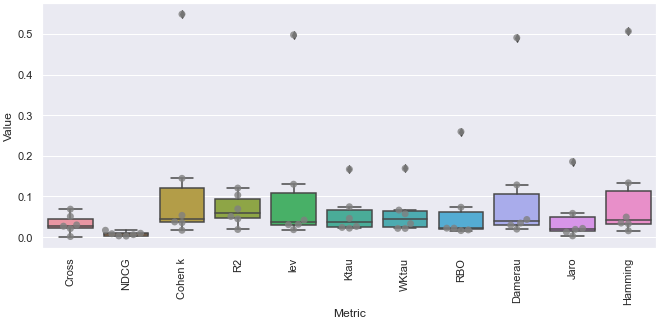 Value
0.5
0.4
0.3
0.2
0.1
0.0
Cross
NDCG
Cohen k
R2
lev
Ktau
WKtau
RBO
Damerau
Jaro
Hamming
Metric